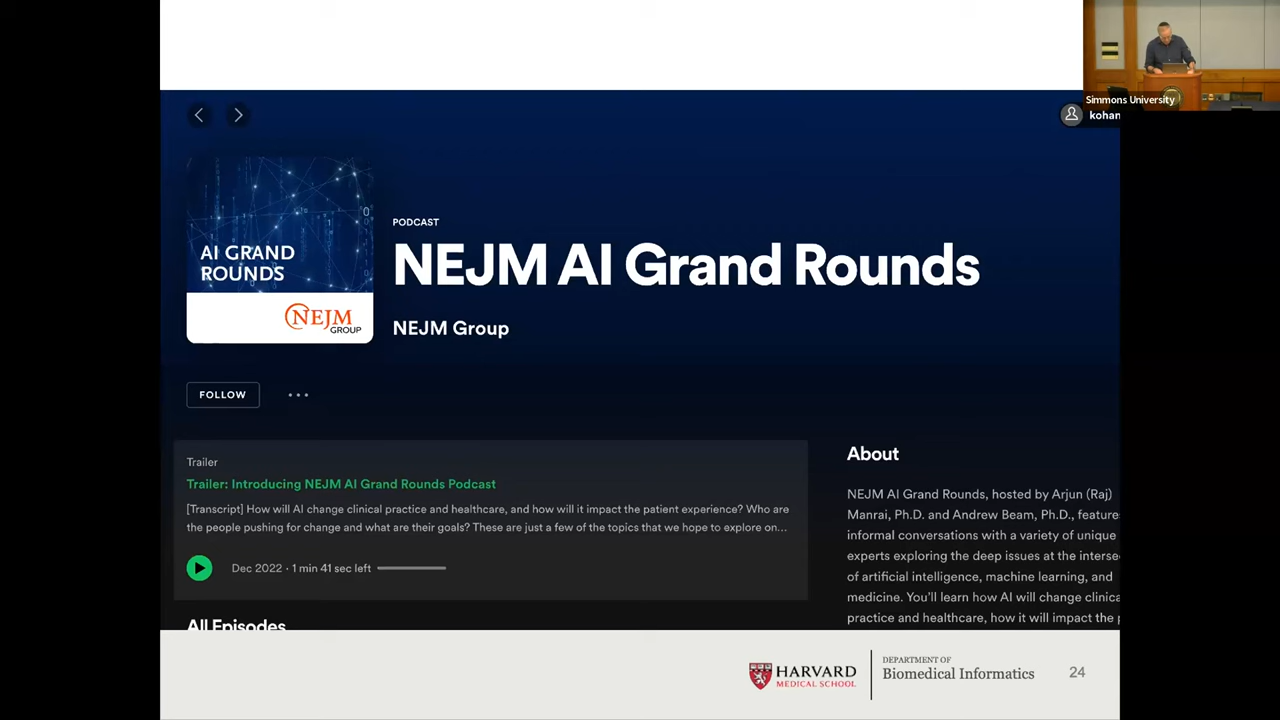 Simmons University
kohan
AI GRAND
ROUNDS
NEJM
GROUP
PODCAST
NEJM AI Grand Rounds
NEJM Group
FOLLOW
Trailer
Trailer: Introducing NEJM AI Grand Rounds Podcast
[Transcript] How will AI change clinical practice and healthcare, and how will it impact the patient experience? Who are
the people pushing for change and what are their goals? These are just a few of the topics that we hope to explore on...
Dec 2022 · 1 min 41 sec left
All Episodes
About
NEJM AI Grand Rounds, hosted by Arjun (Raj)
Manrai, Ph.D. and Andrew Beam, Ph.D., feature
informal conversations with a variety of unique
experts exploring the deep issues at the interse
of artificial intelligence, machine learning, and
medicine. You'll learn how AI will change clinica
practice and healthcare, how it will impact the p
HARVARD
MEDICAL SCHOOL
DEPARTMENT OF
Biomedical Informatics
24